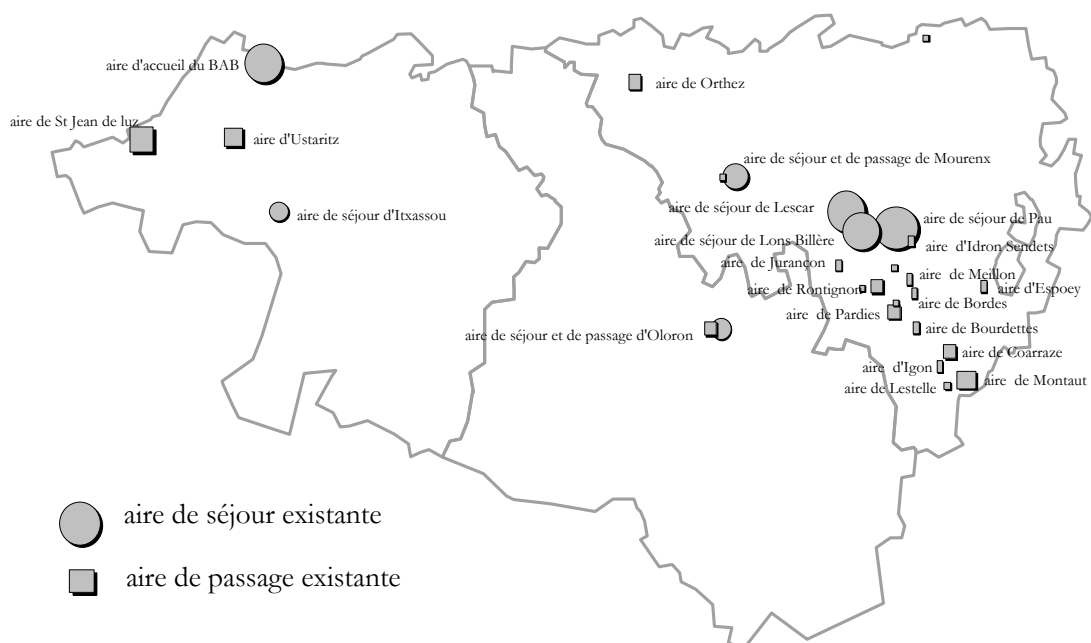 aire d'accueil du BAB
aire de Orthez
aire de St Jean de luz
aire d'Ustaritz
aire de séjour et de passage de Mourenx
aire de séjour d'Itxassou
aire de séjour de Lescar
aire de séjour de Pau
aire de séjour de Lons Billère
aire d'Idron Sendets
aire de Jurançon
aire de Meillon
aire de Rontignon
aire d'Espoey
aire de Bordes
aire de Pardies
aire de Bourdettes
aire de séjour et de passage d'Oloron
aire de Coarraze
aire d'Igon
aire de Montaut
aire de Lestelle
aire de séjour existante
aire de passage existante